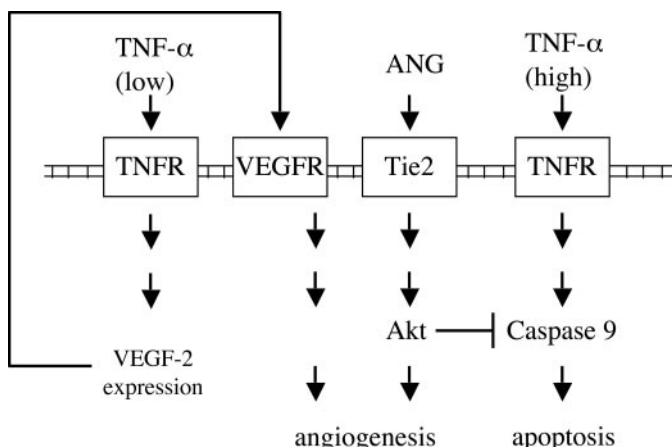 TNF-α
(low)
ANG
TNF-α
(high)
TNFR
VEGFR
Tie2
TNFR
Akt
Caspase 9
VEGF-2
expression
angiogenesis
apoptosis